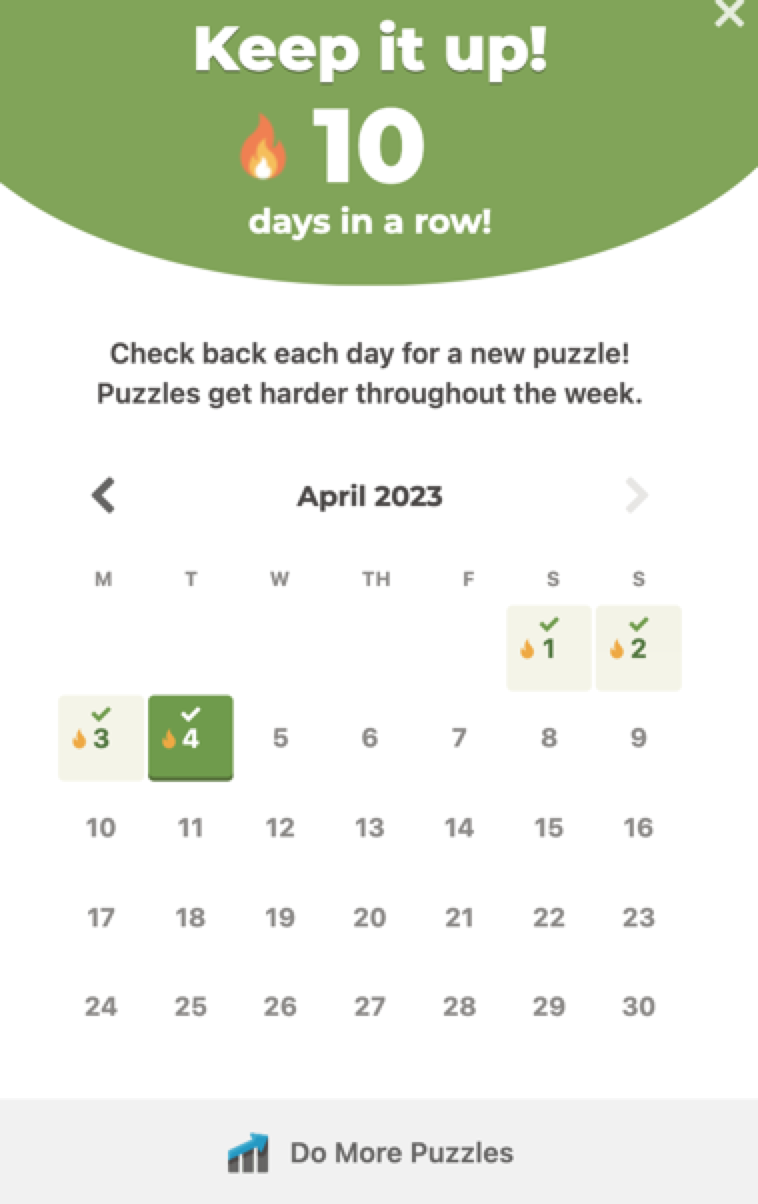 Keep it up!
10
days in a row!
Check back each day for a new puzzle!
Puzzles get harder throughout the week.
April 2023
M T W TH F S S
1 2
3 4 5 6 7 8 9
10 11 12 13 14 15 16
17 18 19 20 21 22 23
24 25 26 27 28 29 30
Do More Puzzles